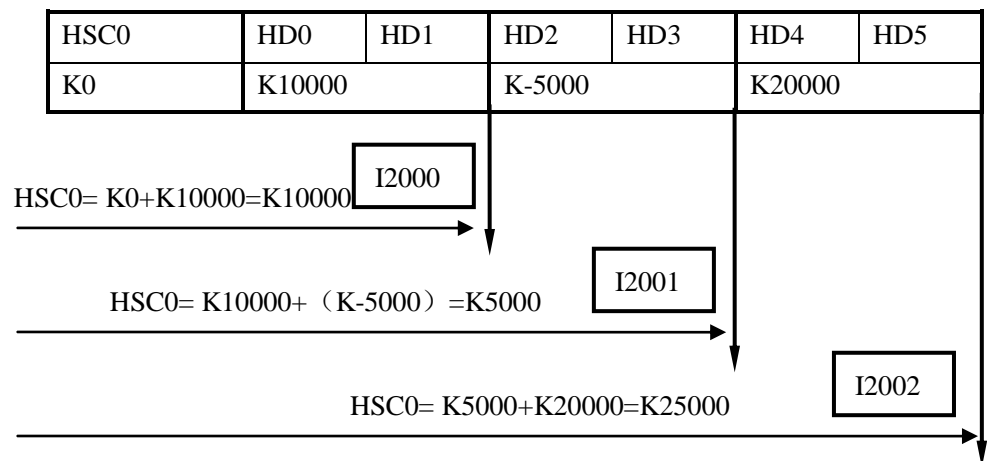 HSC0 HD0 HD1 HD2 HD3 HD4 HD5
K0 K10000 K-5000 K20000
I2000
HSC0= K0+K10000=K10000
I2001
HSC0= K10000+（K-5000）=K5000
I2002
HSC0= K5000+K20000=K25000